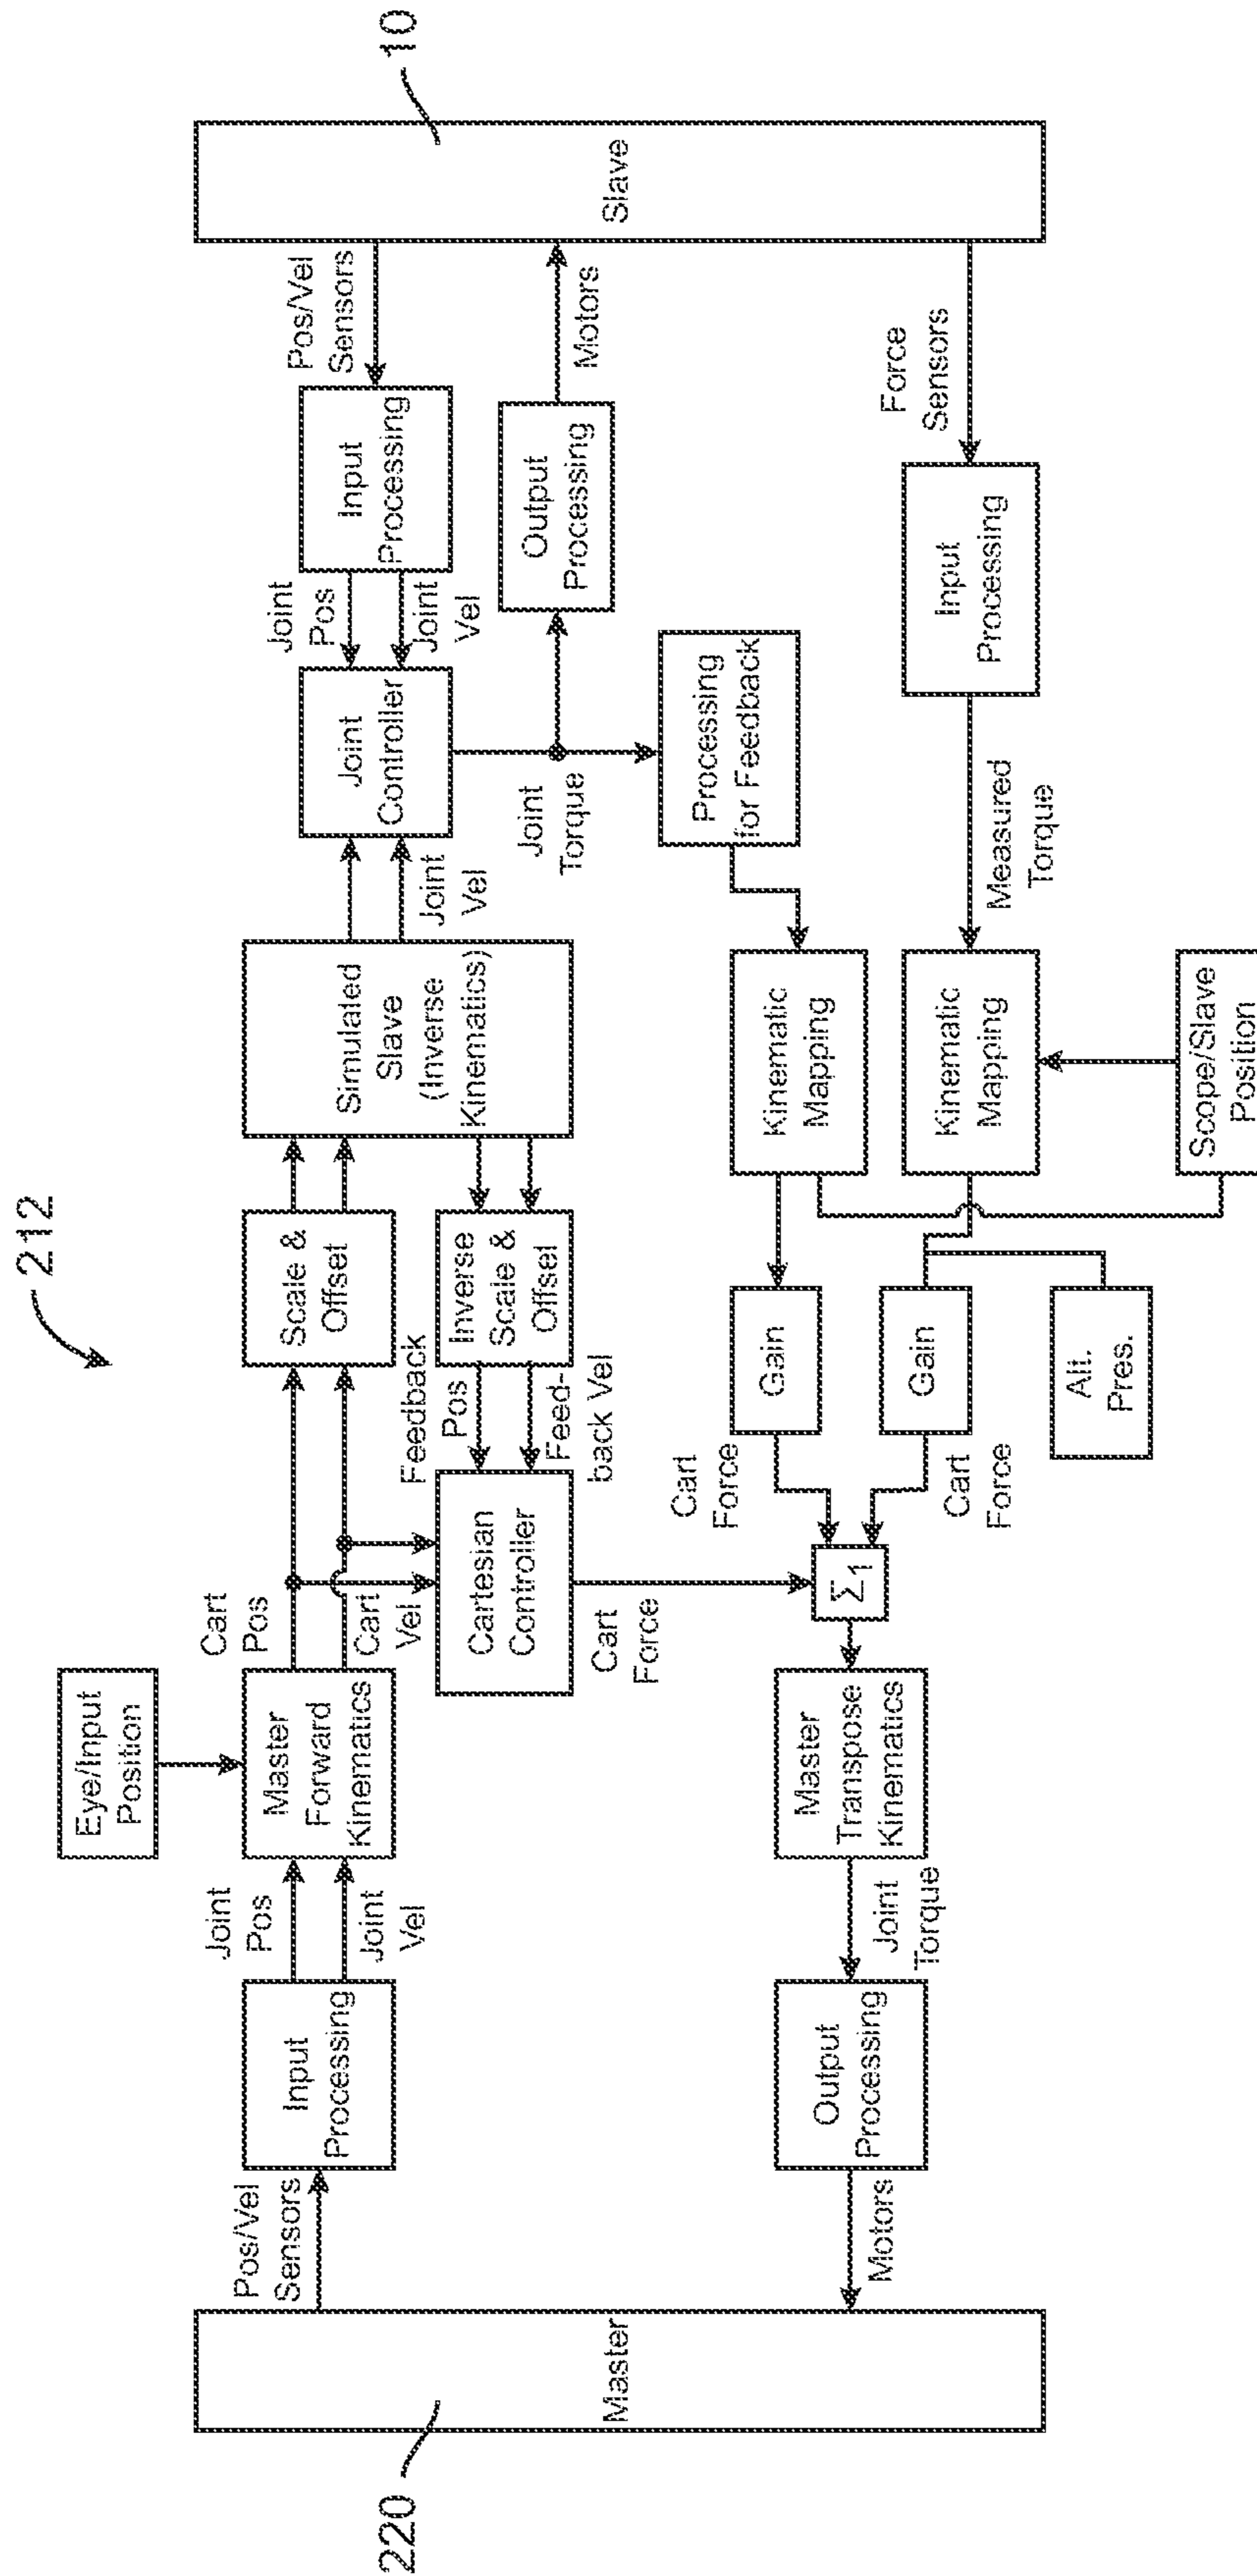 212
220
Master
Pos/Vel
Sensors
Input
Processing
Joint
Pos
Joint
Vel
Eye/Input
Position
Master
Forward
Kinematics
Cart
Pos
Cart
Vel
Scale &
Offset
Simulated
Slave
(Inverse
Kinematics)
Joint
Vel
Joint
Controller
Joint
Pos
Joint
Vel
Input
Processing
Pos/Vel
Sensors
Slave
10
Cartesian
Controller
Feedback
Pos
Feed-
back Vel
Inverse
Scale &
Offset
Cart
Force
Joint
Torque
Output
Processing
Motors
Processing
for Feedback
Kinematic
Mapping
Gain
Cart
Force
Motors
Output
Processing
Joint
Torque
Master
Transpose
Kinematics
Σ1
Cart
Force
Gain
Kinematic
Mapping
Measured
Torque
Input
Processing
Force
Sensors
Alt.
Pres.
Scope/Slave
Position